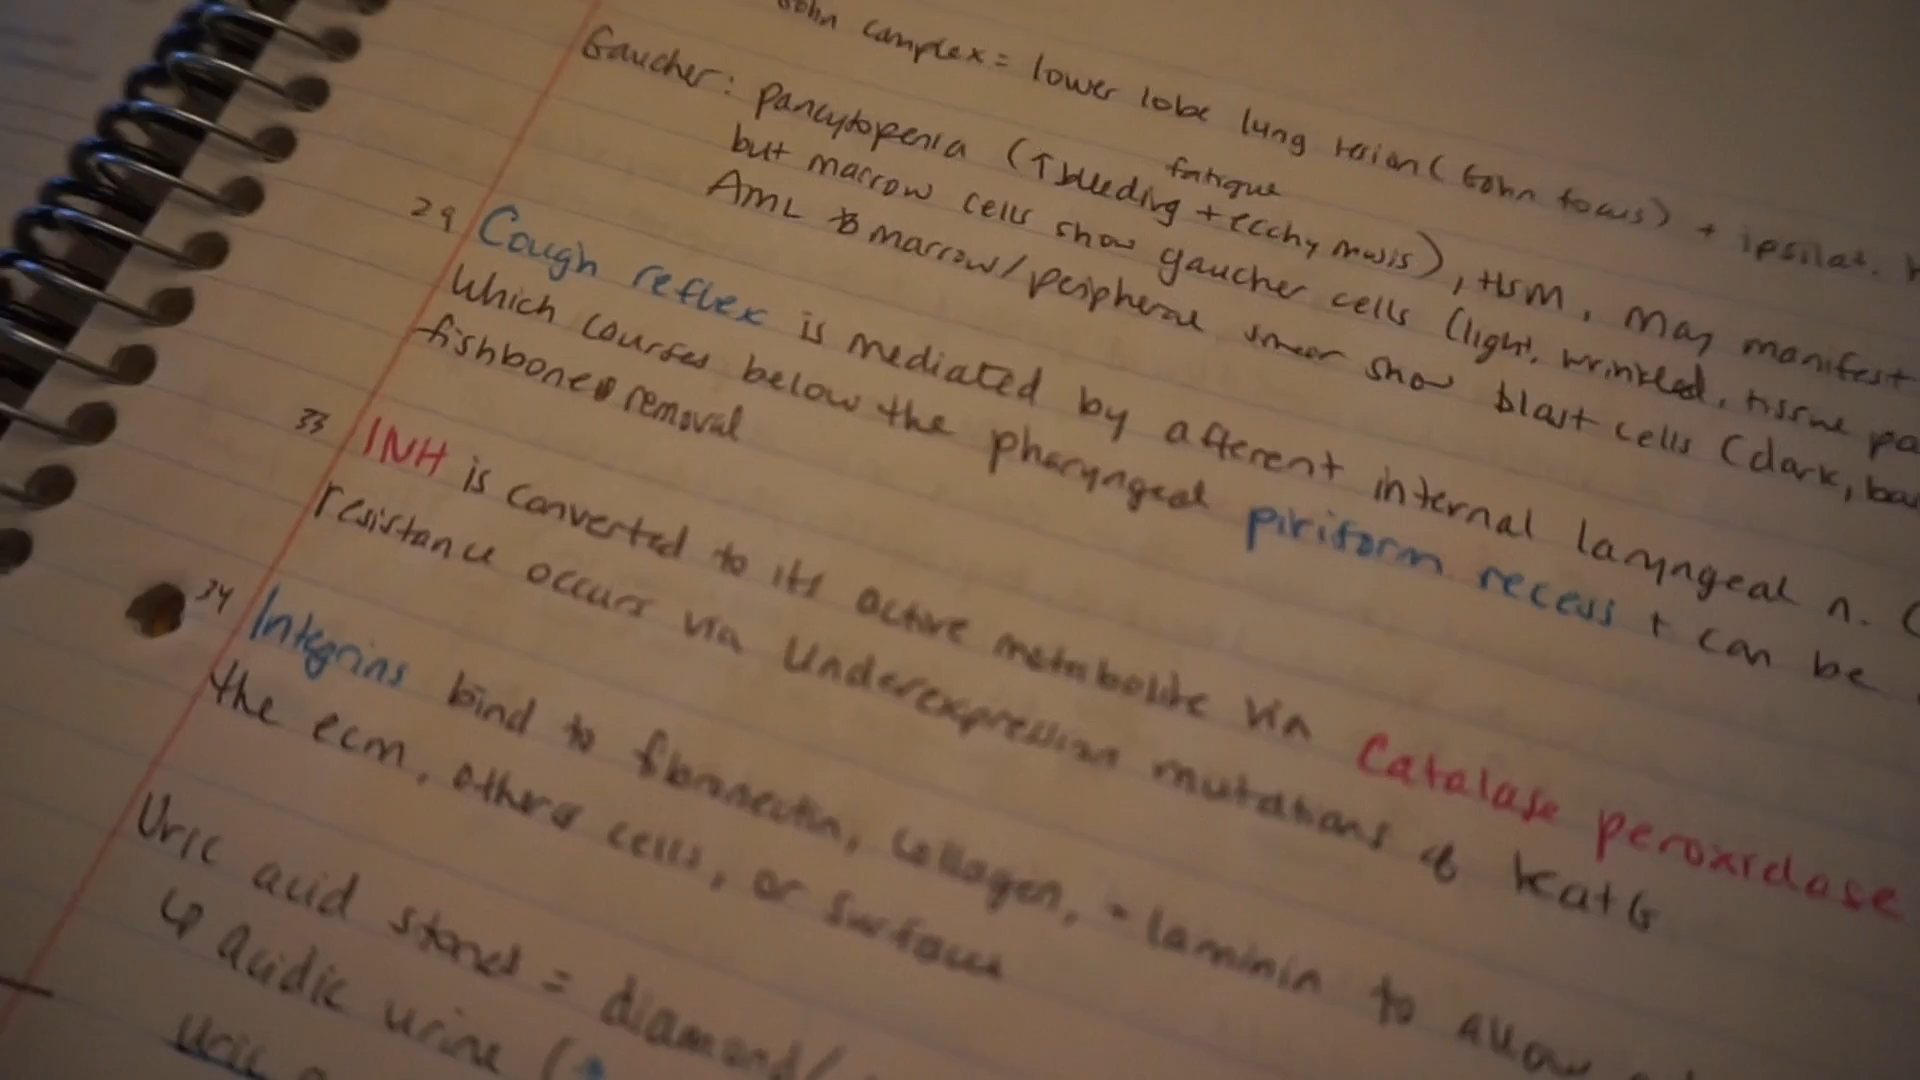 Gohn complex = lower lobe lung lesion (Gohn focus) + ipsilat.
Gaucher: pancytopenia (↑bleeding + ecchymosis), HSM, may manifest
fatigue
but marrow cells show gaucher cells (light, wrinkled, tissue pa
AML marrow/peripheral smear show blast cells (dark, bas
29 Cough reflex is mediated by afferent internal laryngeal n. (
which courses below the pharyngeal piriform recess + can be
fishbone removal
33 INH is converted to its active metabolite via Catalase peroxidase
resistance occurs via Underexpression mutations of KatG
34 Integrins bind to fibronectin, collagen, + laminin to allow
the ecm, other cells, or surfaces
Uric acid stones = diamond/
↳ acidic urine (
Uric